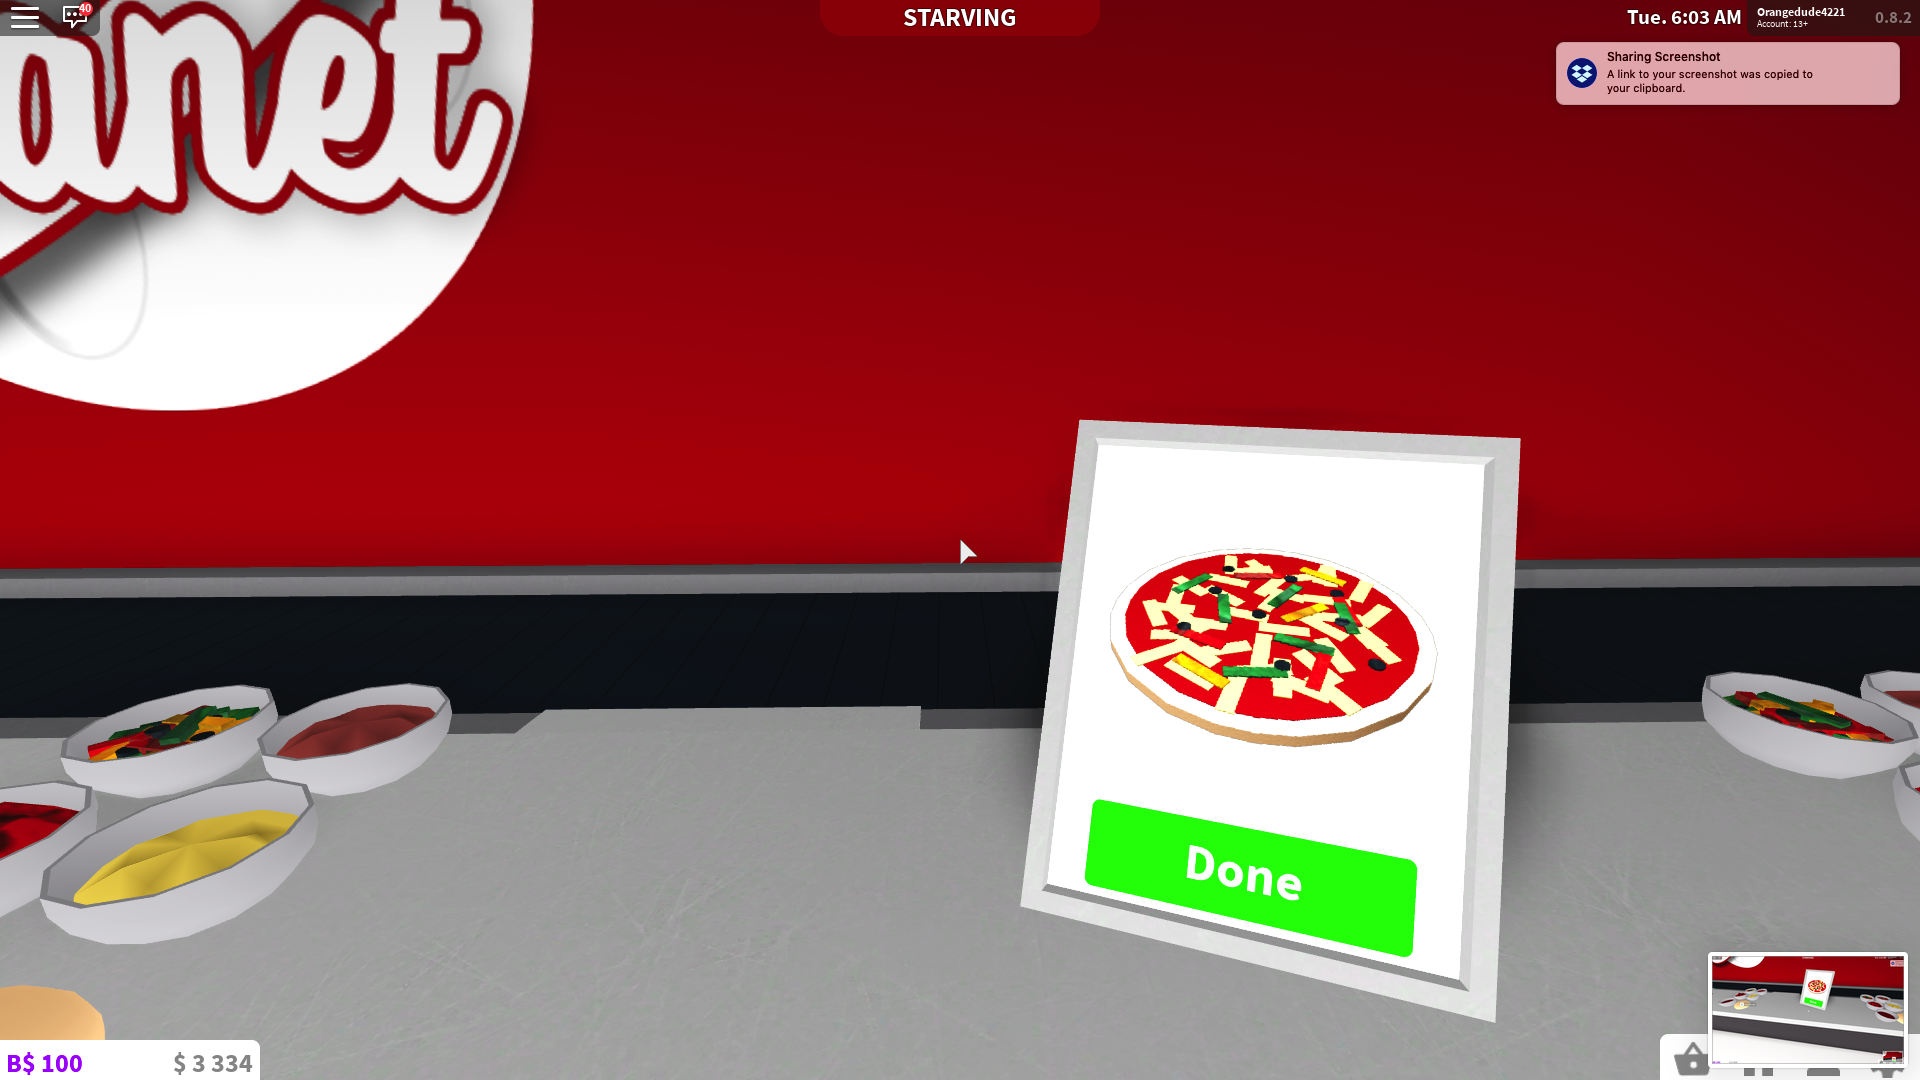 40
STARVING
Tue. 6:03 AM
Orangedude4221
Account: 13+
0.8.2
Sharing Screenshot
A link to your screenshot was copied to
your clipboard.
anet
Done
B$ 100
$ 3 334